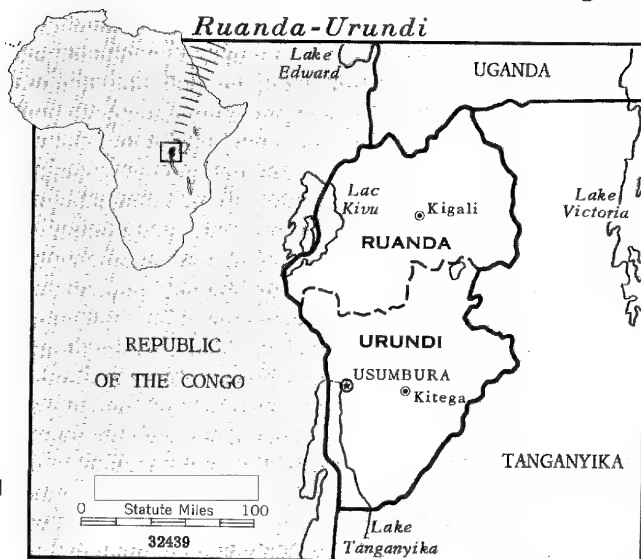 Ruanda-Urundi
Lake
Edward
UGANDA
Lac
Kivu
Kigali
Lake
Victoria
RUANDA
REPUBLIC
OF THE CONGO
URUNDI
USUMBURA
Kitega
TANGANYIKA
0 Statute Miles 100
32439
Lake
Tanganyika